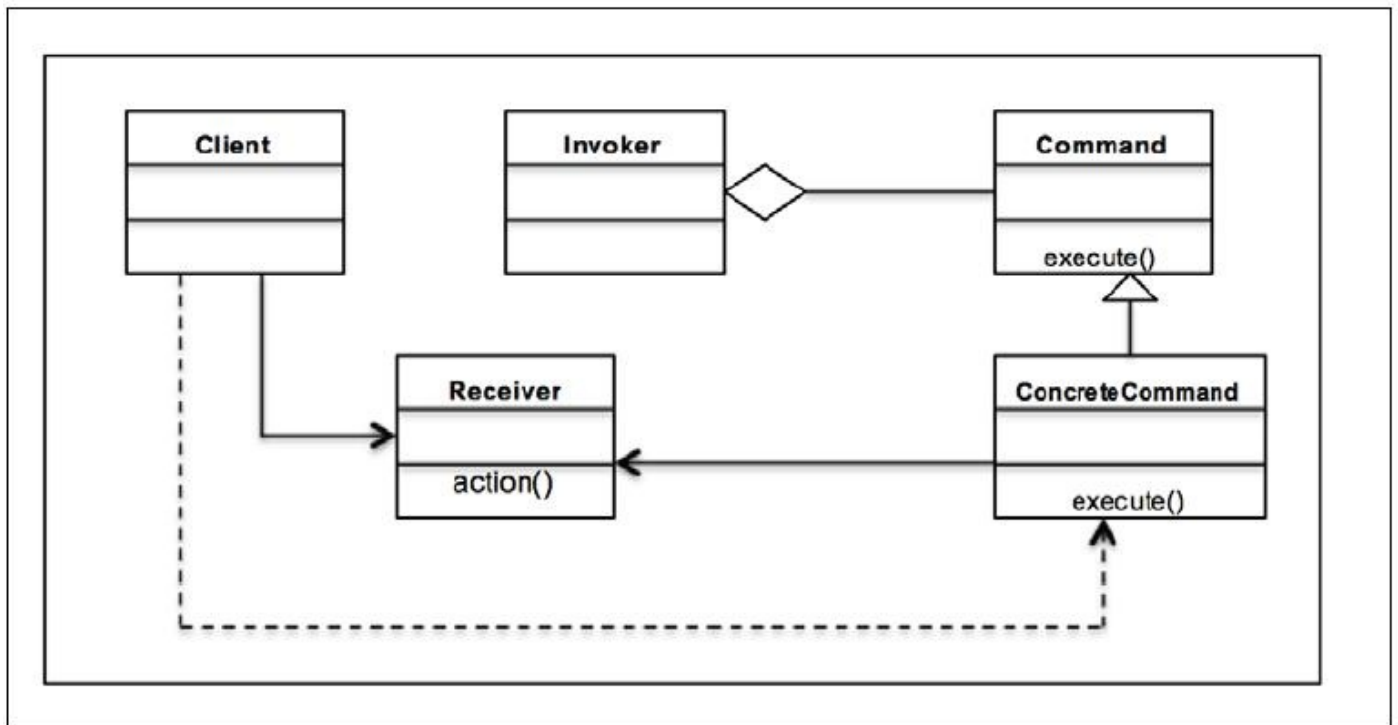 Client
Invoker
Command
execute()
Receiver
action()
ConcreteCommand
execute()